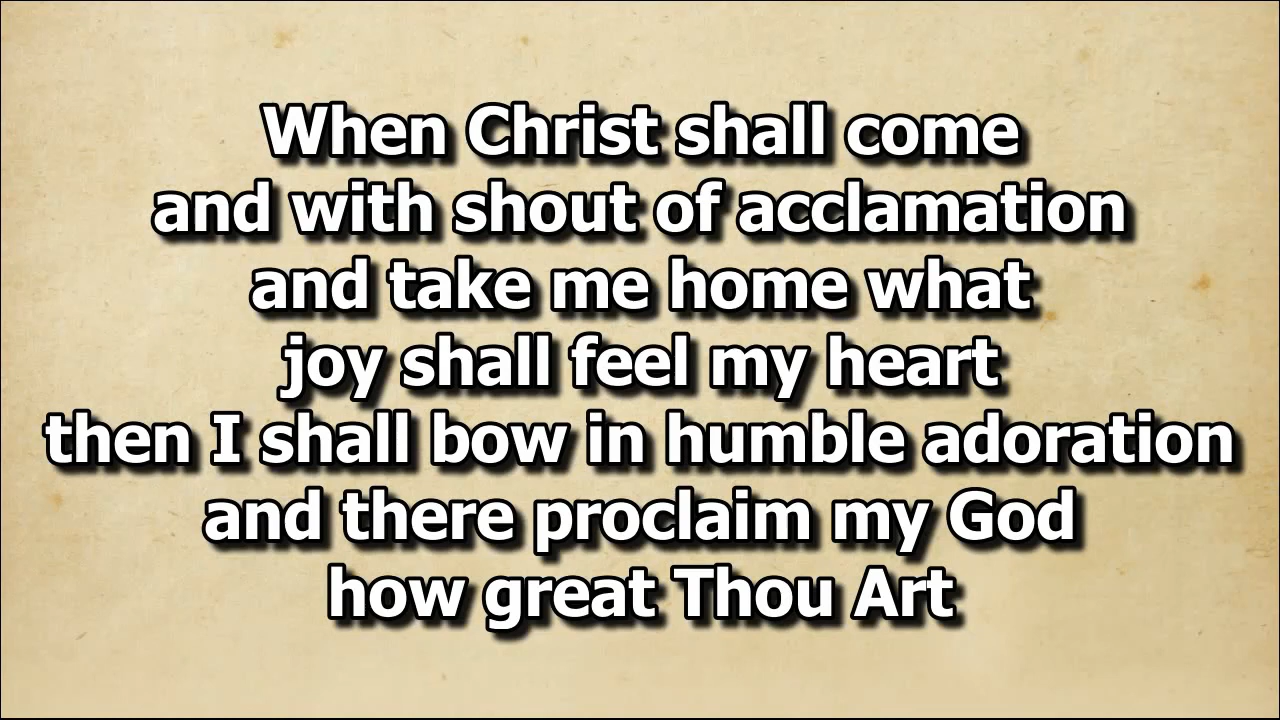 When Christ shall come
and with shout of acclamation
and take me home what
joy shall feel my heart
then I shall bow in humble adoration
and there proclaim my God
how great Thou Art